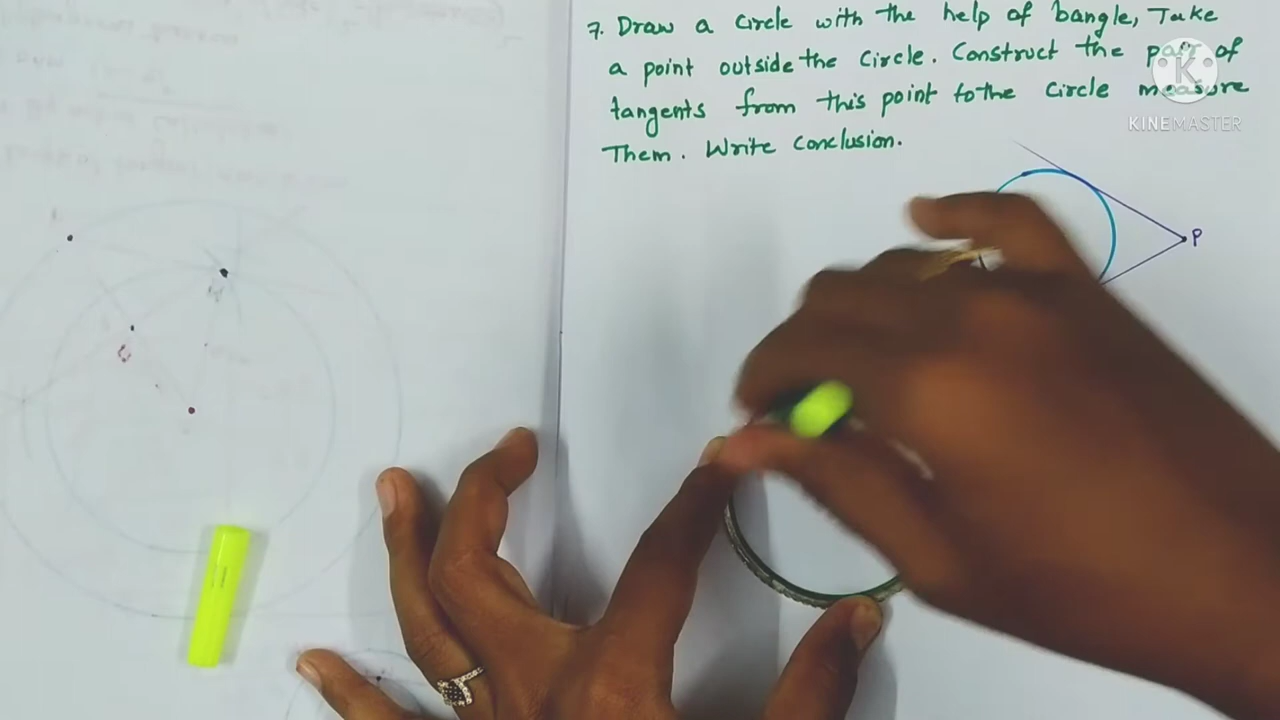 7. Draw a circle with the help of bangle, Take
a point outside the circle. Construct the pair of
tangents from this point to the circle measure
Them. Write Conclusion.
K
KINEMASTER
P